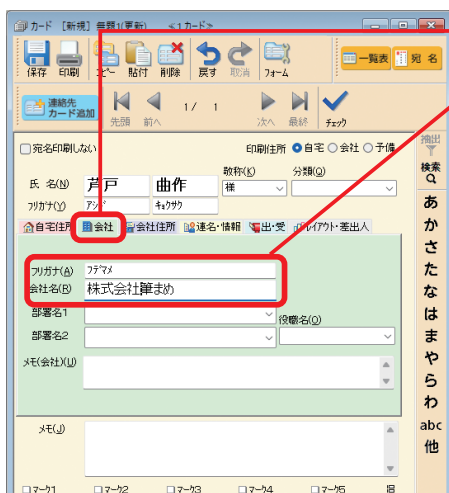 カード [新規] 無題1(更新) ≪1カード≫
保存 印刷 コピー 貼付 削除 戻す 取消 フォーム 一覧表 宛 名
連絡先
カード追加
先頭 前へ 1/ 1 次へ 最終 チェック
宛名印刷しない 印刷住所 自宅 会社 予備
抽出
検索
敬称(K) 分類(Q)
氏 名(N) 芦戸 曲作 様
フリガナ(Y) アシド キョクサク
自宅住所 会社 会社住所 連名・情報 出・受 レイアウト・差出人
フリガナ(A) フデマメ
会社名(R) 株式会社筆まめ
部署名1 役職名(O)
部署名2
メモ(会社)(U)
メモ(J)
マーク1 マーク2 マーク3 マーク4 マーク5
あ
か
さ
た
な
は
ま
や
ら
わ
abc
他